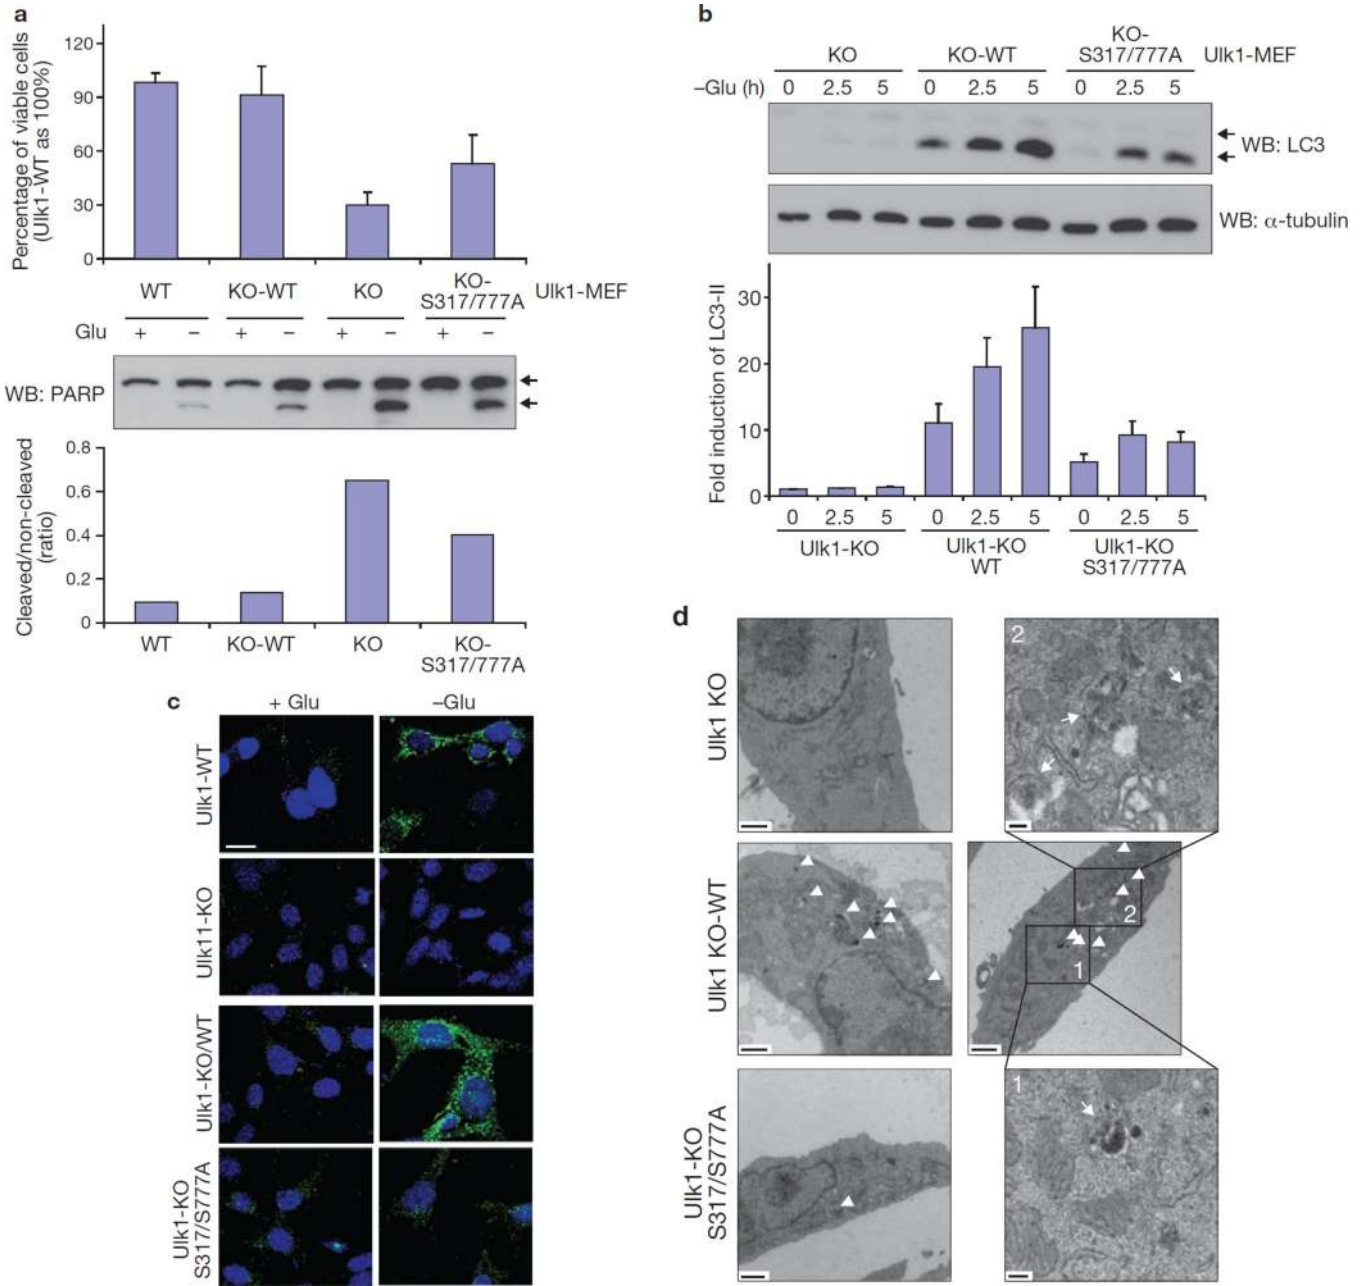 a
Percentage of viable cells
(Ulk1-WT as 100%)
120
90
60
30
0
WT
KO-WT
KO
KO-
S317/777A
Ulk1-MEF
Glu
+ – + – + – + –
WB: PARP
Cleaved/non-cleaved
(ratio)
0.8
0.6
0.4
0.2
0
WT
KO-WT
KO
KO-
S317/777A
b
KO
KO-WT
KO-
S317/777A
Ulk1-MEF
–Glu (h)
0 2.5 5 0 2.5 5 0 2.5 5
WB: LC3
WB: α-tubulin
Fold induction of LC3-II
30
20
10
0
0 2.5 5 0 2.5 5 0 2.5 5
Ulk1-KO
Ulk1-KO
WT
Ulk1-KO
S317/777A
c
+ Glu
–Glu
Ulk1-WT
Ulk11-KO
Ulk1-KO/WT
Ulk1-KO
S317/S777A
d
Ulk1 KO
2
Ulk1 KO-WT
2
1
Ulk1-KO
S317/S777A
1